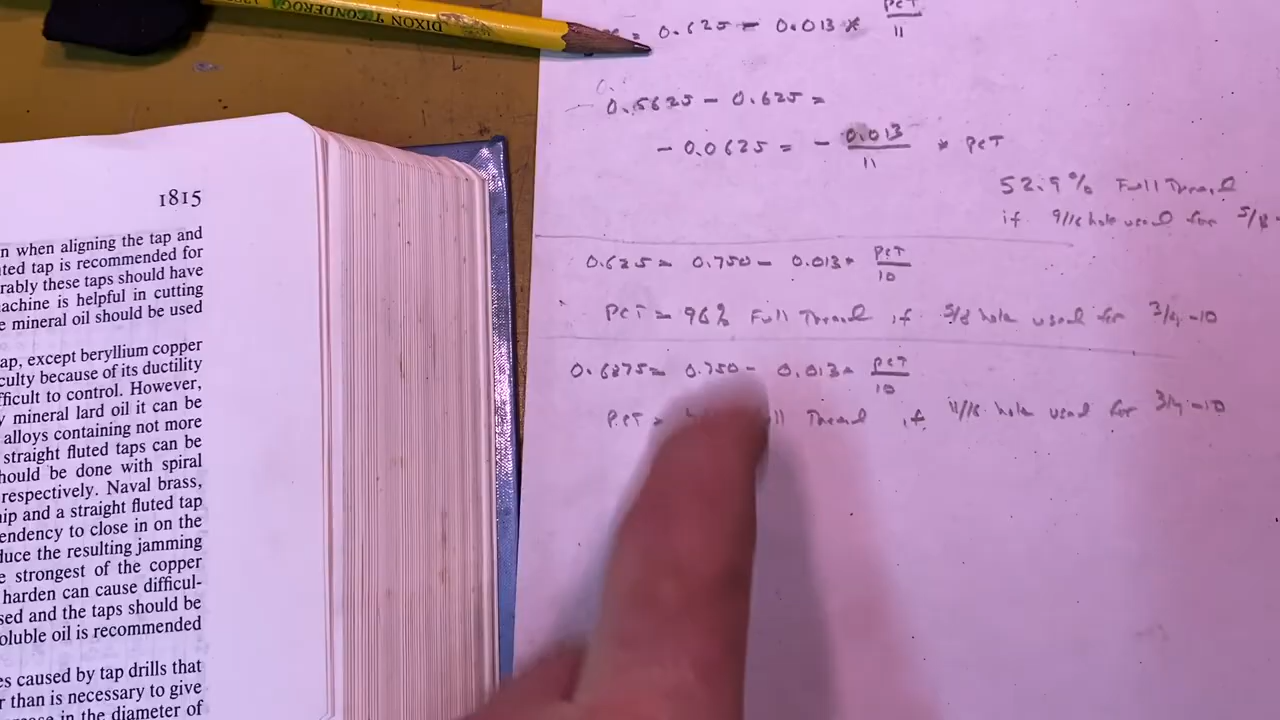 DIXON TICONDEROGA
= 0.625 - 0.013 * PCT
11
0.5625 - 0.625 =
- 0.0625 = - 0.013 * PCT
11
52.9% Full Thread
if 9/16 hole used for 5/8-
0.625 = 0.750 - 0.013 * PCT
10
PCT = 96% Full Thread if 5/8 hole used for 3/4-10
0.6875 = 0.750 - 0.013 * PCT
10
PCT = Thread if 11/16 hole used for 3/4-10
1815
n when aligning the tap and
ted tap is recommended for
rably these taps should have
achine is helpful in cutting
e mineral oil should be used
ap, except beryllium copper
culty because of its ductility
fficult to control. However,
y mineral lard oil it can be
alloys containing not more
straight fluted taps can be
hould be done with spiral
respectively. Naval brass,
ip and a straight fluted tap
endency to close in on the
duce the resulting jamming
e strongest of the copper
harden can cause difficul-
sed and the taps should be
oluble oil is recommended
es caused by tap drills that
r than is necessary to give
ease in the diameter of